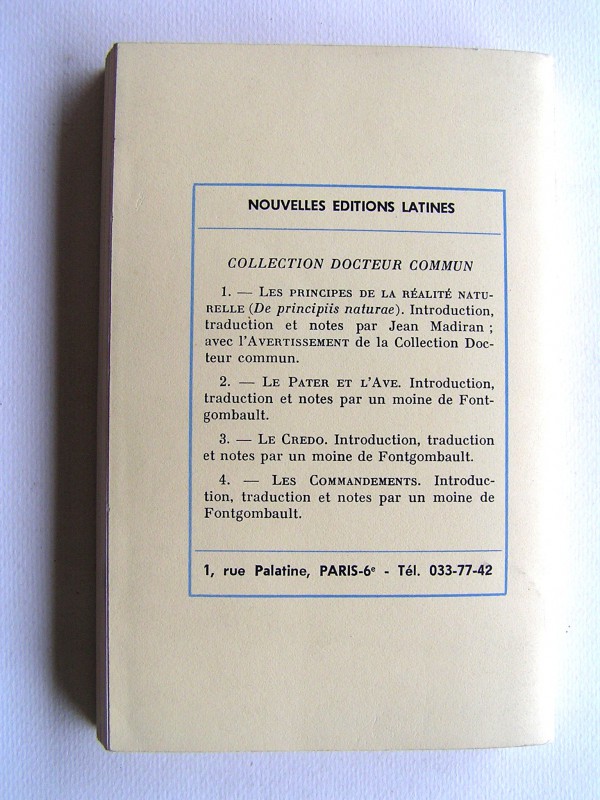 NOUVELLES EDITIONS LATINES
COLLECTION DOCTEUR COMMUN
1. — LES PRINCIPES DE LA RÉALITÉ NATU-
RELLE (De principiis naturae). Introduction,
traduction et notes par Jean Madiran ;
avec l'AVERTISSEMENT de la Collection Doc-
teur commun.
2. — LE PATER ET L'AVE. Introduction,
traduction et notes par un moine de Font-
gombault.
3. — LE CREDO. Introduction, traduction
et notes par un moine de Fontgombault.
4. — LES COMMANDEMENTS. Introduc-
tion, traduction et notes par un moine de
Fontgombault.
1, rue Palatine, PARIS-6e - Tél. 033-77-42